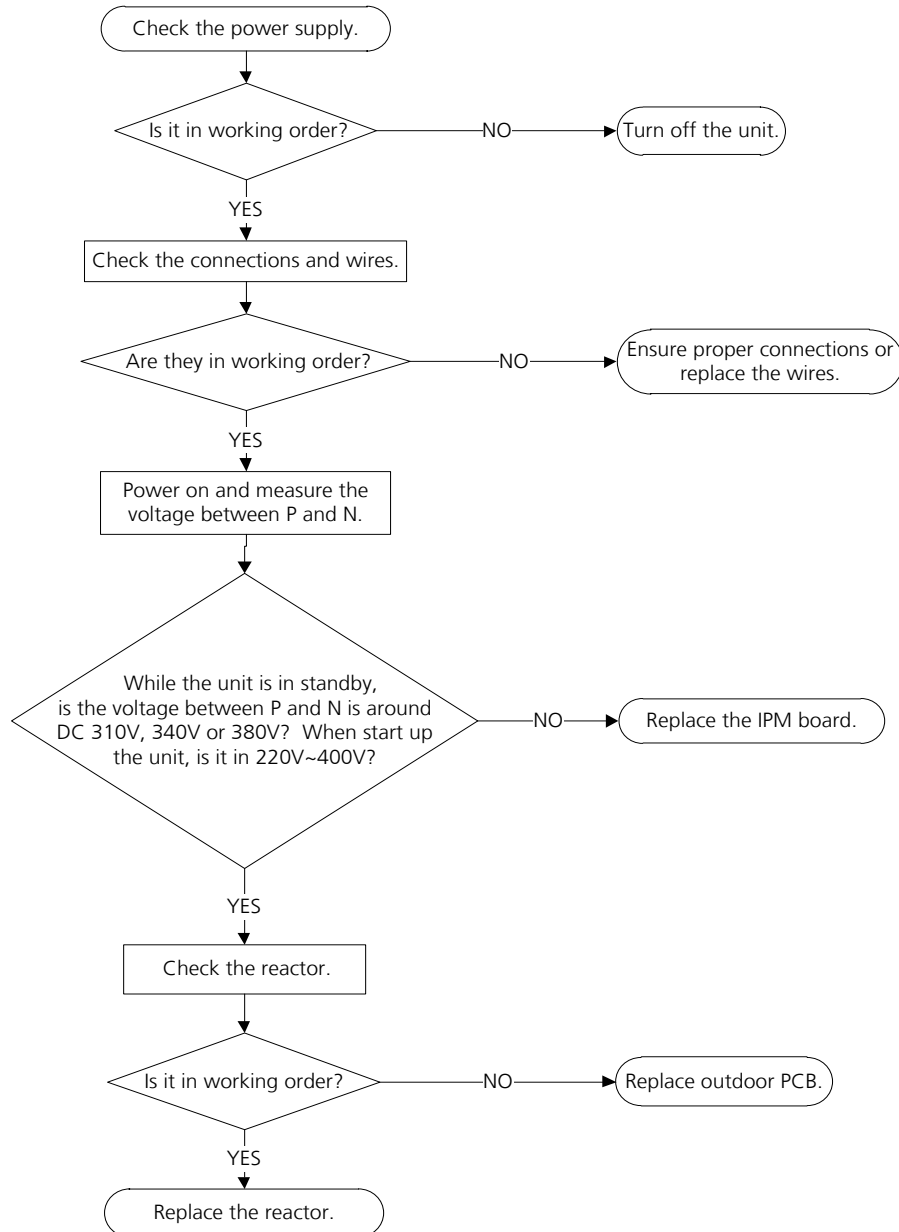 Check the power supply.
Is it in working order?
NO
Turn off the unit.
YES
Check the connections and wires.
Are they in working order?
NO
Ensure proper connections or
replace the wires.
YES
Power on and measure the
voltage between P and N.
While the unit is in standby,
is the voltage between P and N is around
DC 310V, 340V or 380V?  When start up
the unit, is it in 220V~400V?
NO
Replace the IPM board.
YES
Check the reactor.
Is it in working order?
NO
Replace outdoor PCB.
YES
Replace the reactor.